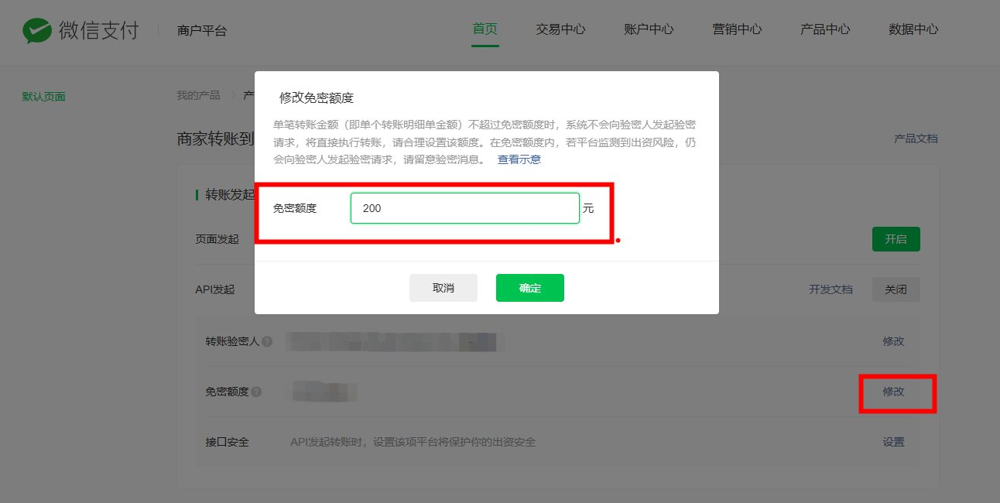 微信支付 商户平台 首页 交易中心 账户中心 营销中心 产品中心 数据中心
默认页面 我的产品 > 产
修改免密额度
单笔转账金额（即单个转账明细单金额）不超过免密额度时，系统不会向验密人发起验密
请求，将直接执行转账，请合理设置该额度。在免密额度内，若平台监测到出资风险，仍
会向验密人发起验密请求，请留意验密消息。 查看示意
商家转账到 产品文档
转账发起
免密额度 200 元
页面发起 开启
取消 确定
API发起 开发文档 关闭
转账验密人 ? 修改
免密额度 ? 修改
接口安全 API发起转账时，设置该项平台将保护你的出资安全 设置